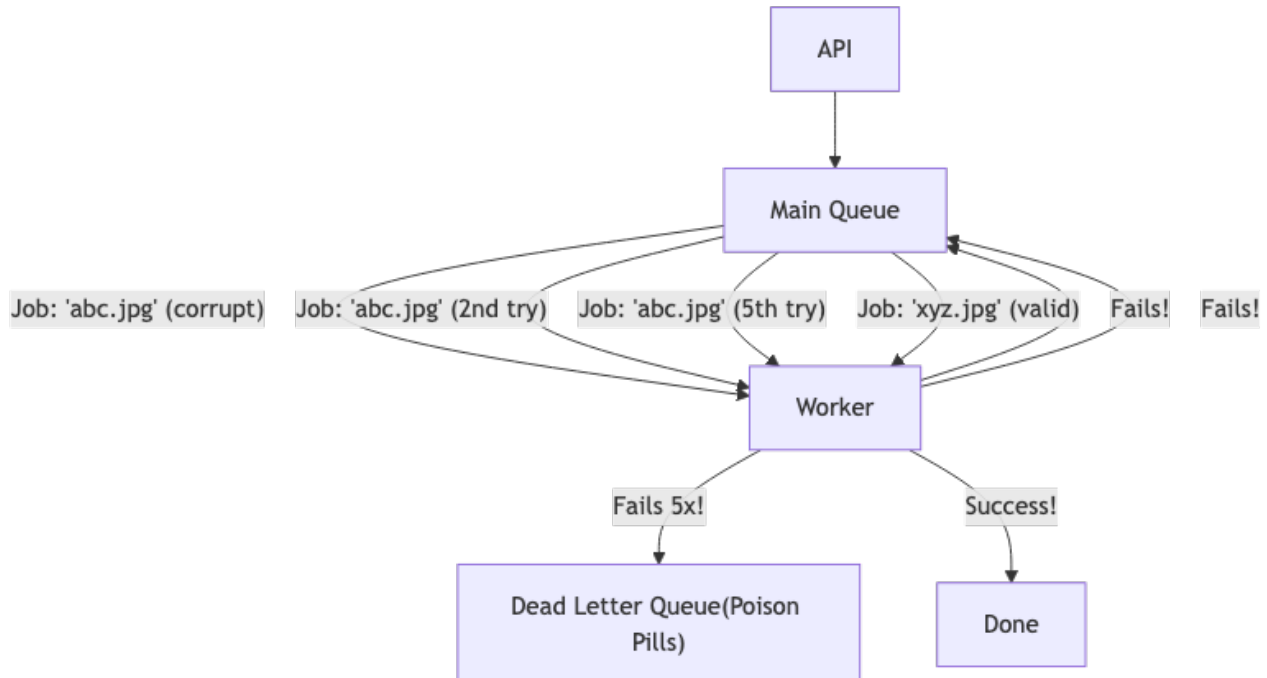 API
Main Queue
Job: 'abc.jpg' (corrupt)
Job: 'abc.jpg' (2nd try)
Job: 'abc.jpg' (5th try)
Job: 'xyz.jpg' (valid)
Fails!
Fails!
Worker
Fails 5x!
Success!
Dead Letter Queue(Poison
Pills)
Done